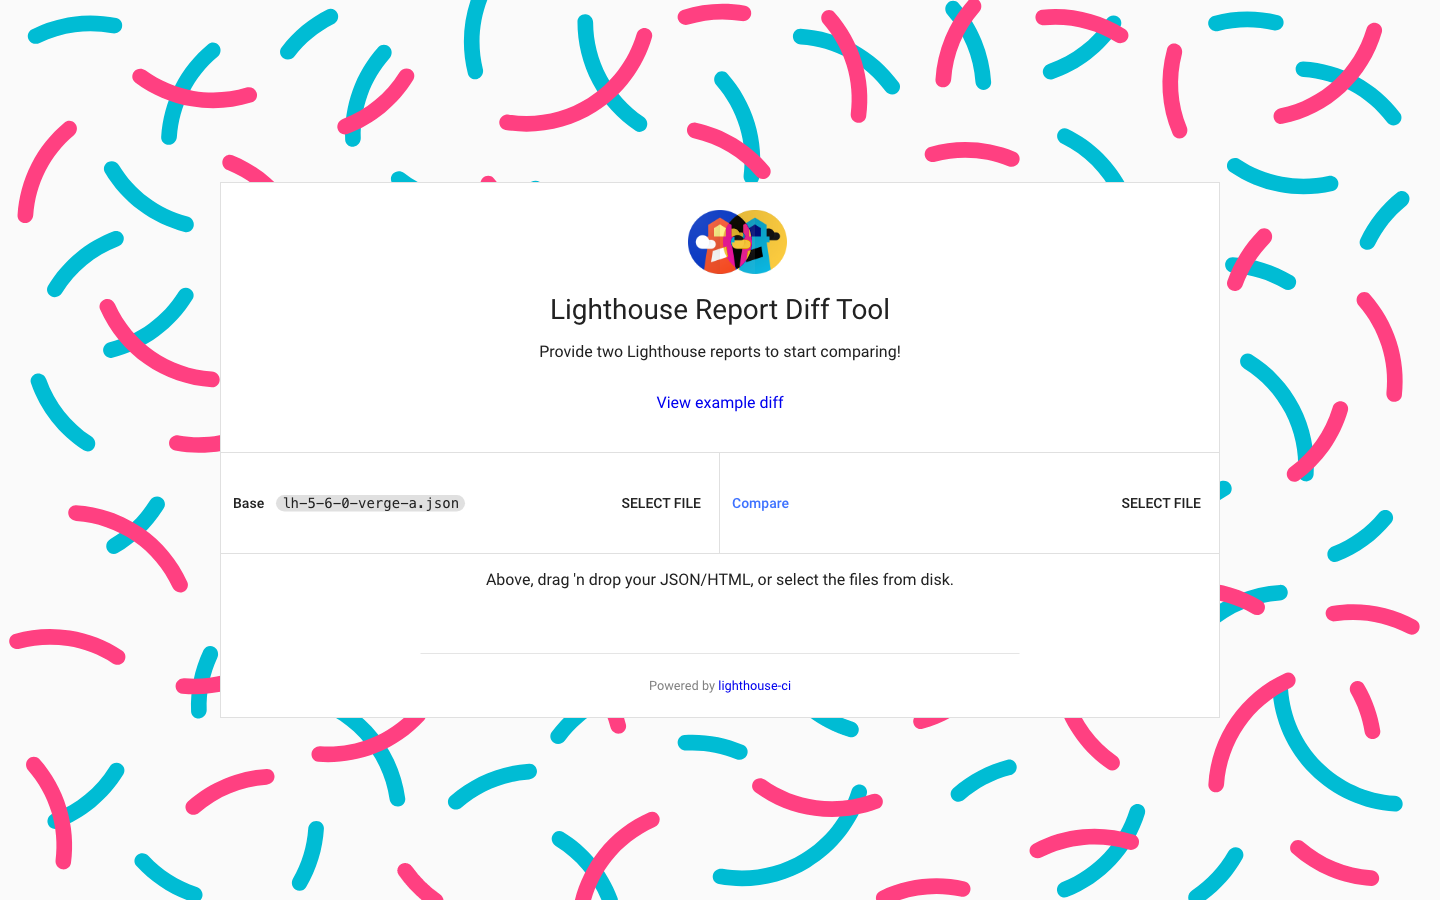 Lighthouse Report Diff Tool
Provide two Lighthouse reports to start comparing!
View example diff
Base lh-5-6-0-verge-a.json SELECT FILE
Compare SELECT FILE
Above, drag 'n drop your JSON/HTML, or select the files from disk.
Powered by lighthouse-ci